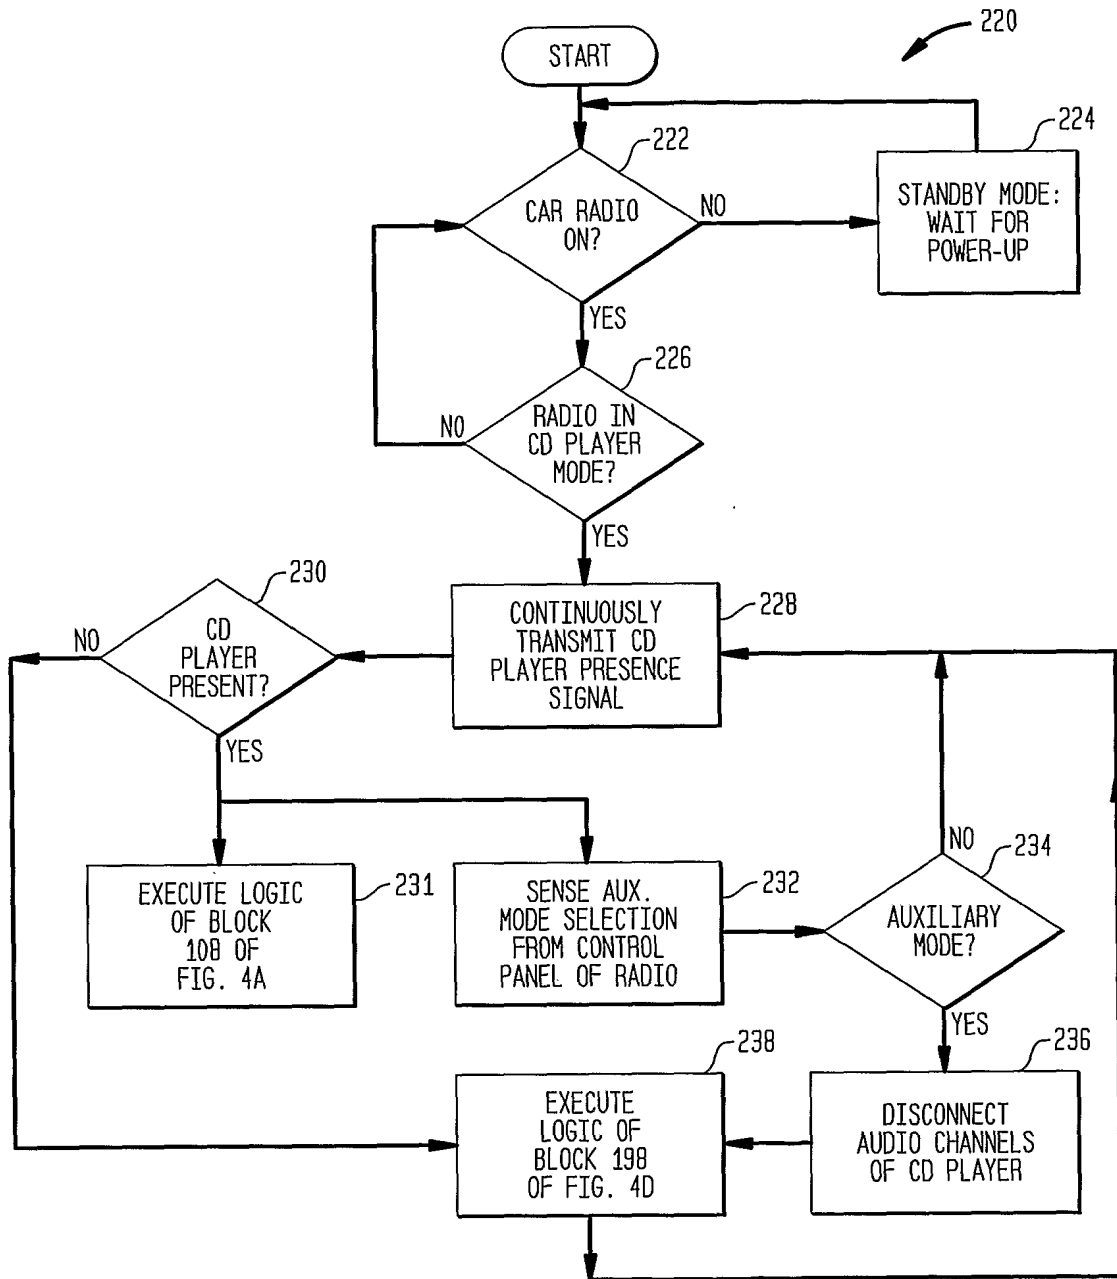 220
START
222
CAR RADIO
ON?
NO
YES
224
STANDBY MODE:
WAIT FOR
POWER-UP
226
RADIO IN
CD PLAYER
MODE?
NO
YES
228
CONTINUOUSLY
TRANSMIT CD
PLAYER PRESENCE
SIGNAL
230
CD
PLAYER
PRESENT?
NO
YES
231
EXECUTE LOGIC
OF BLOCK
108 OF
FIG. 4A
232
SENSE AUX.
MODE SELECTION
FROM CONTROL
PANEL OF RADIO
234
AUXILIARY
MODE?
NO
YES
236
DISCONNECT
AUDIO CHANNELS
OF CD PLAYER
238
EXECUTE
LOGIC OF
BLOCK 198
OF FIG. 4D